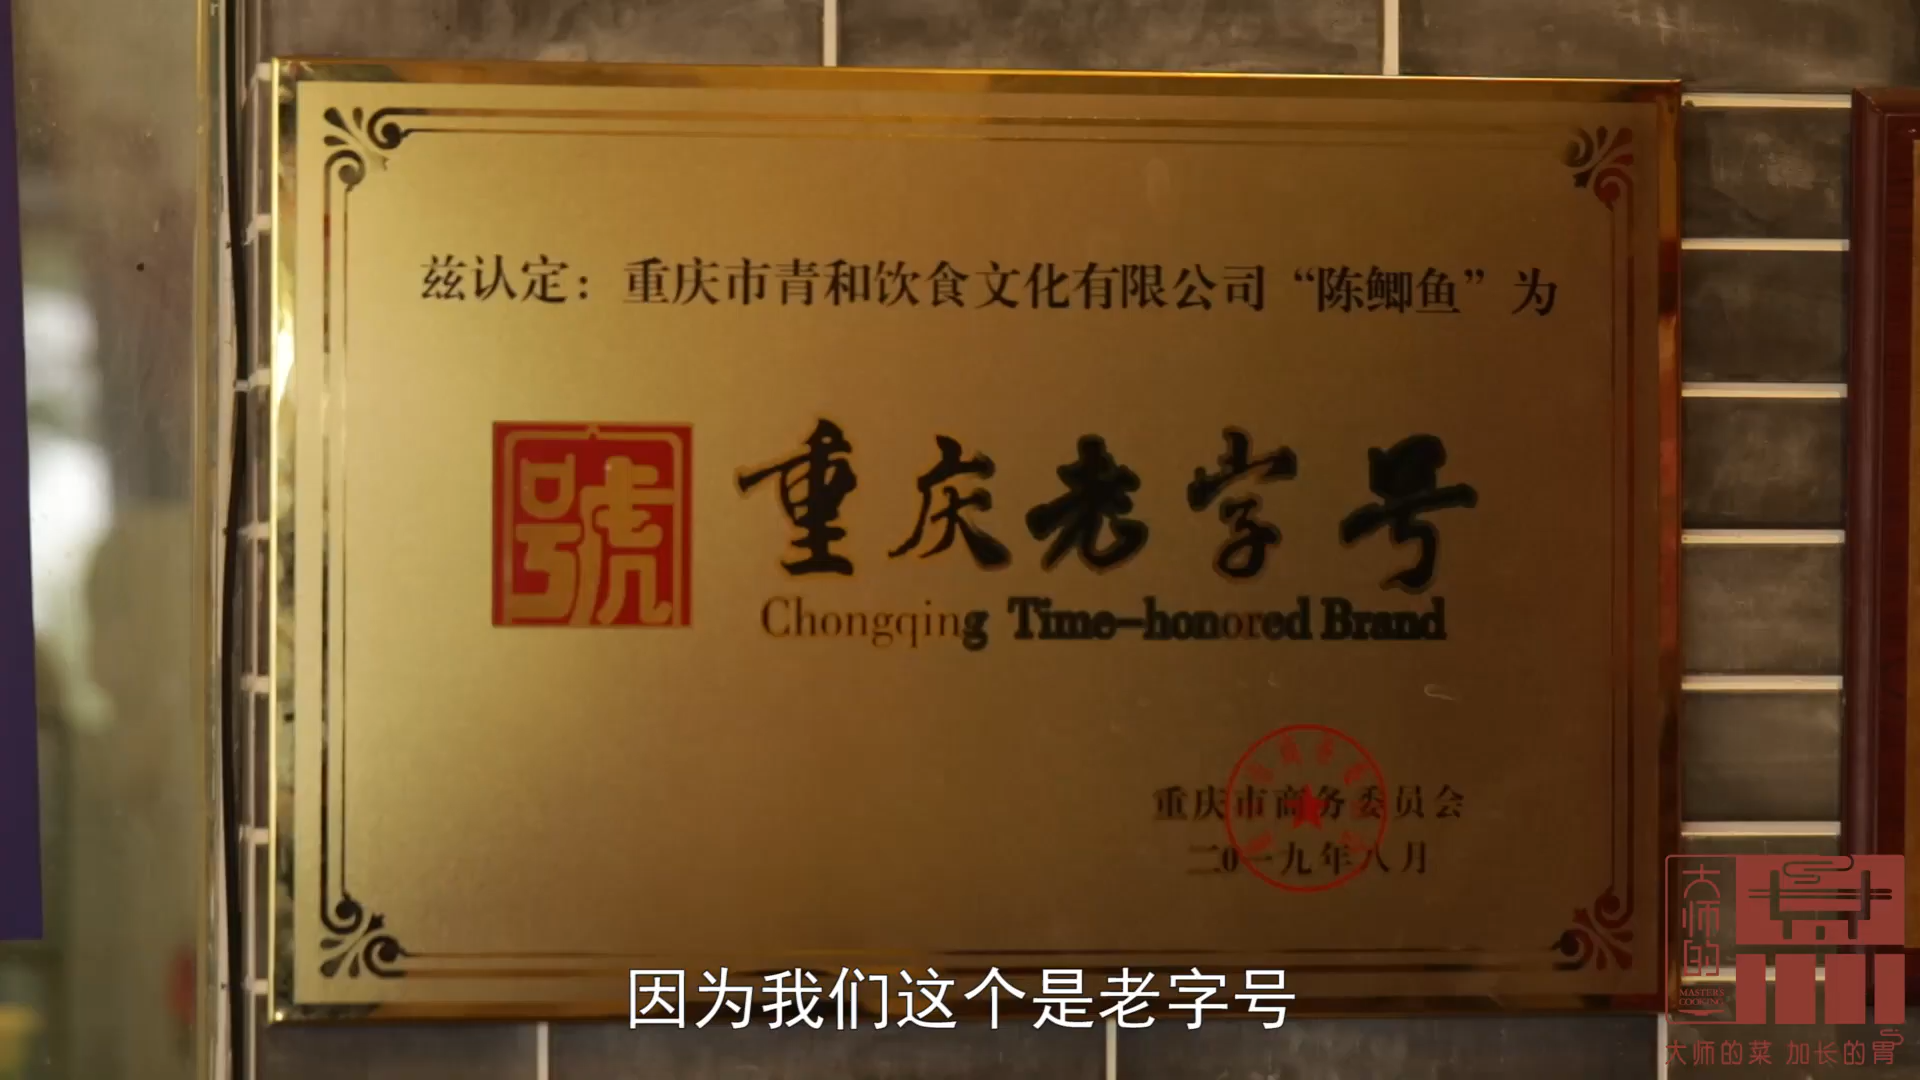 兹认定：重庆市青和饮食文化有限公司“陈鲫鱼”为
號
重庆老字号
Chongqing Time-honored Brand
重庆市商务委员会
二0一九年八月
因为我们这个是老字号
大师的菜
MASTER'S COOKING
大师的菜 加长的胃